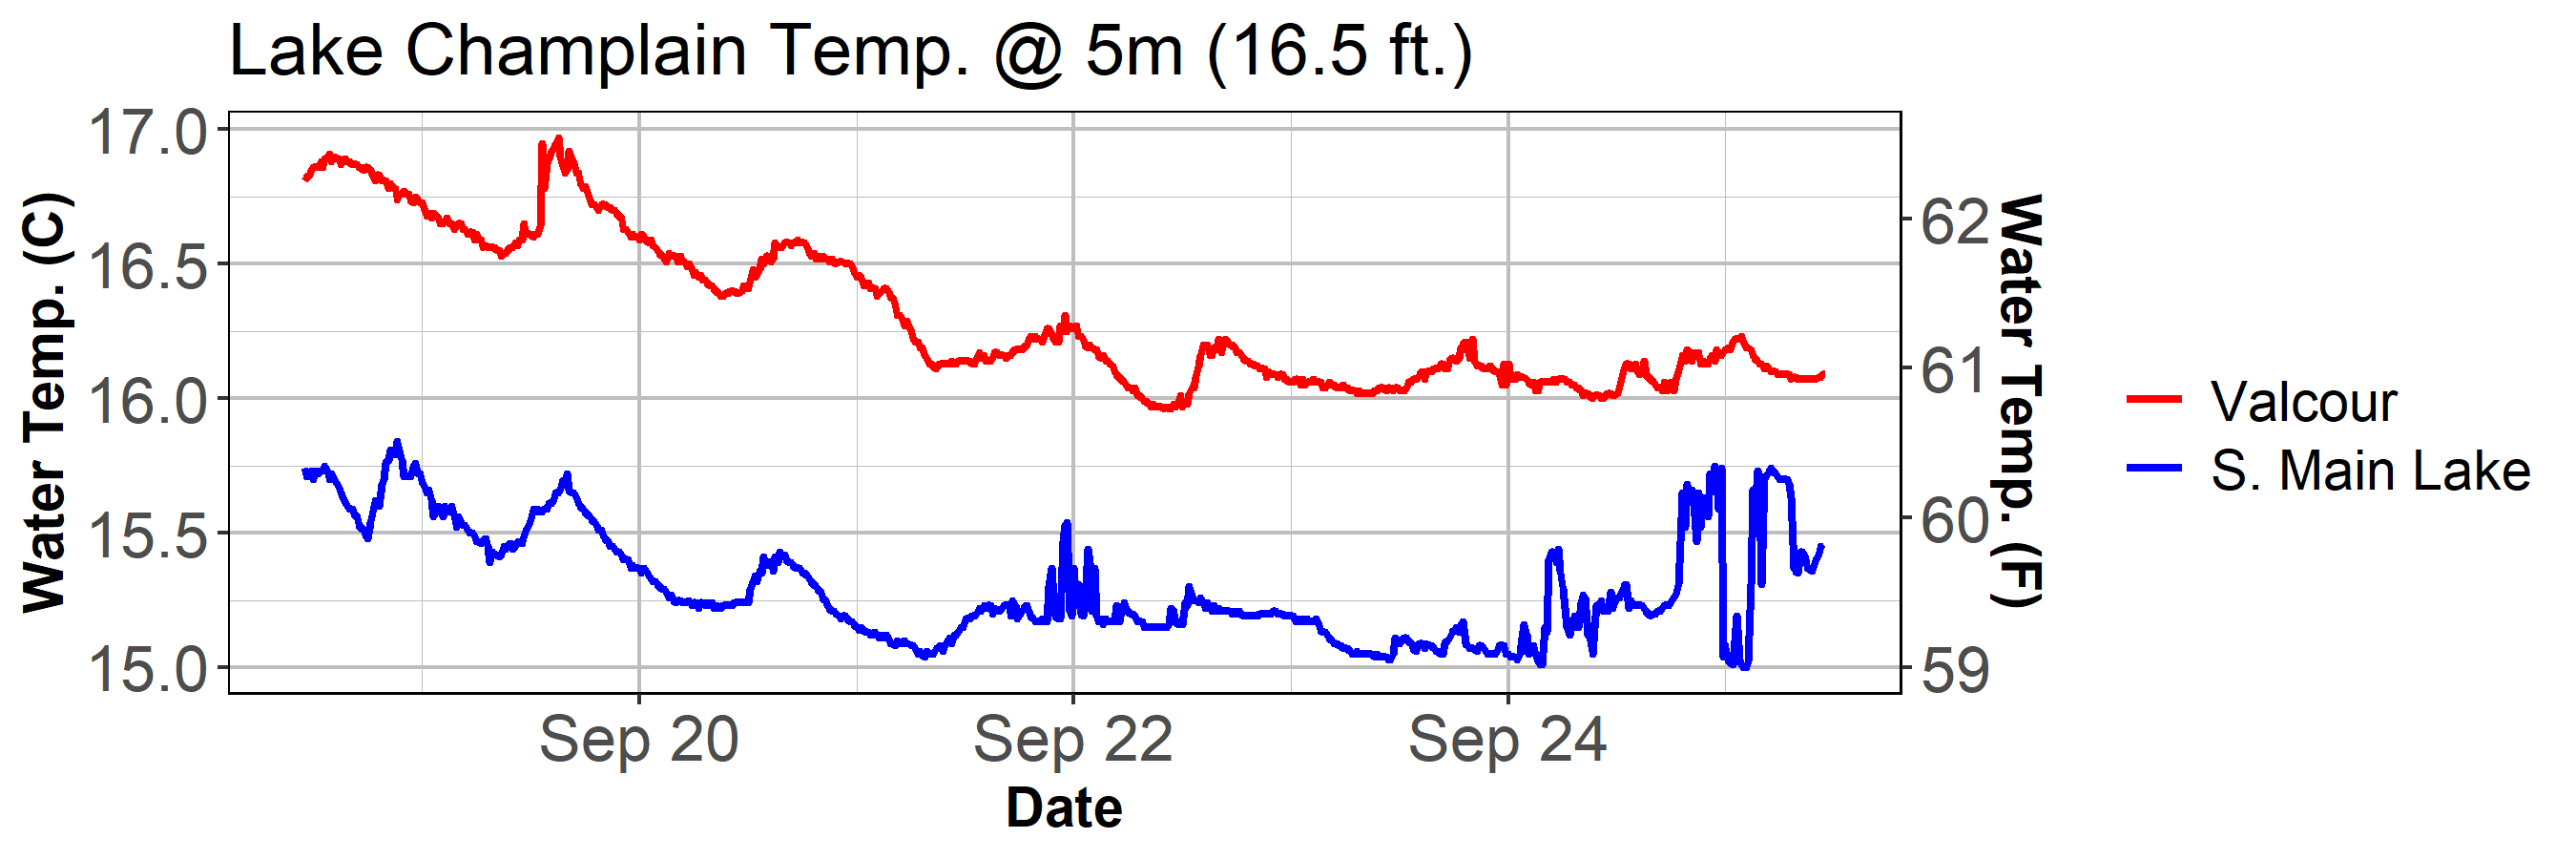 Lake Champlain Temp. @ 5m (16.5 ft.)
Water Temp. (C)
17.0
16.5
16.0
15.5
15.0
62
61
60
59
Water Temp. (F)
Sep 20
Sep 22
Sep 24
Date
Valcour
S. Main Lake